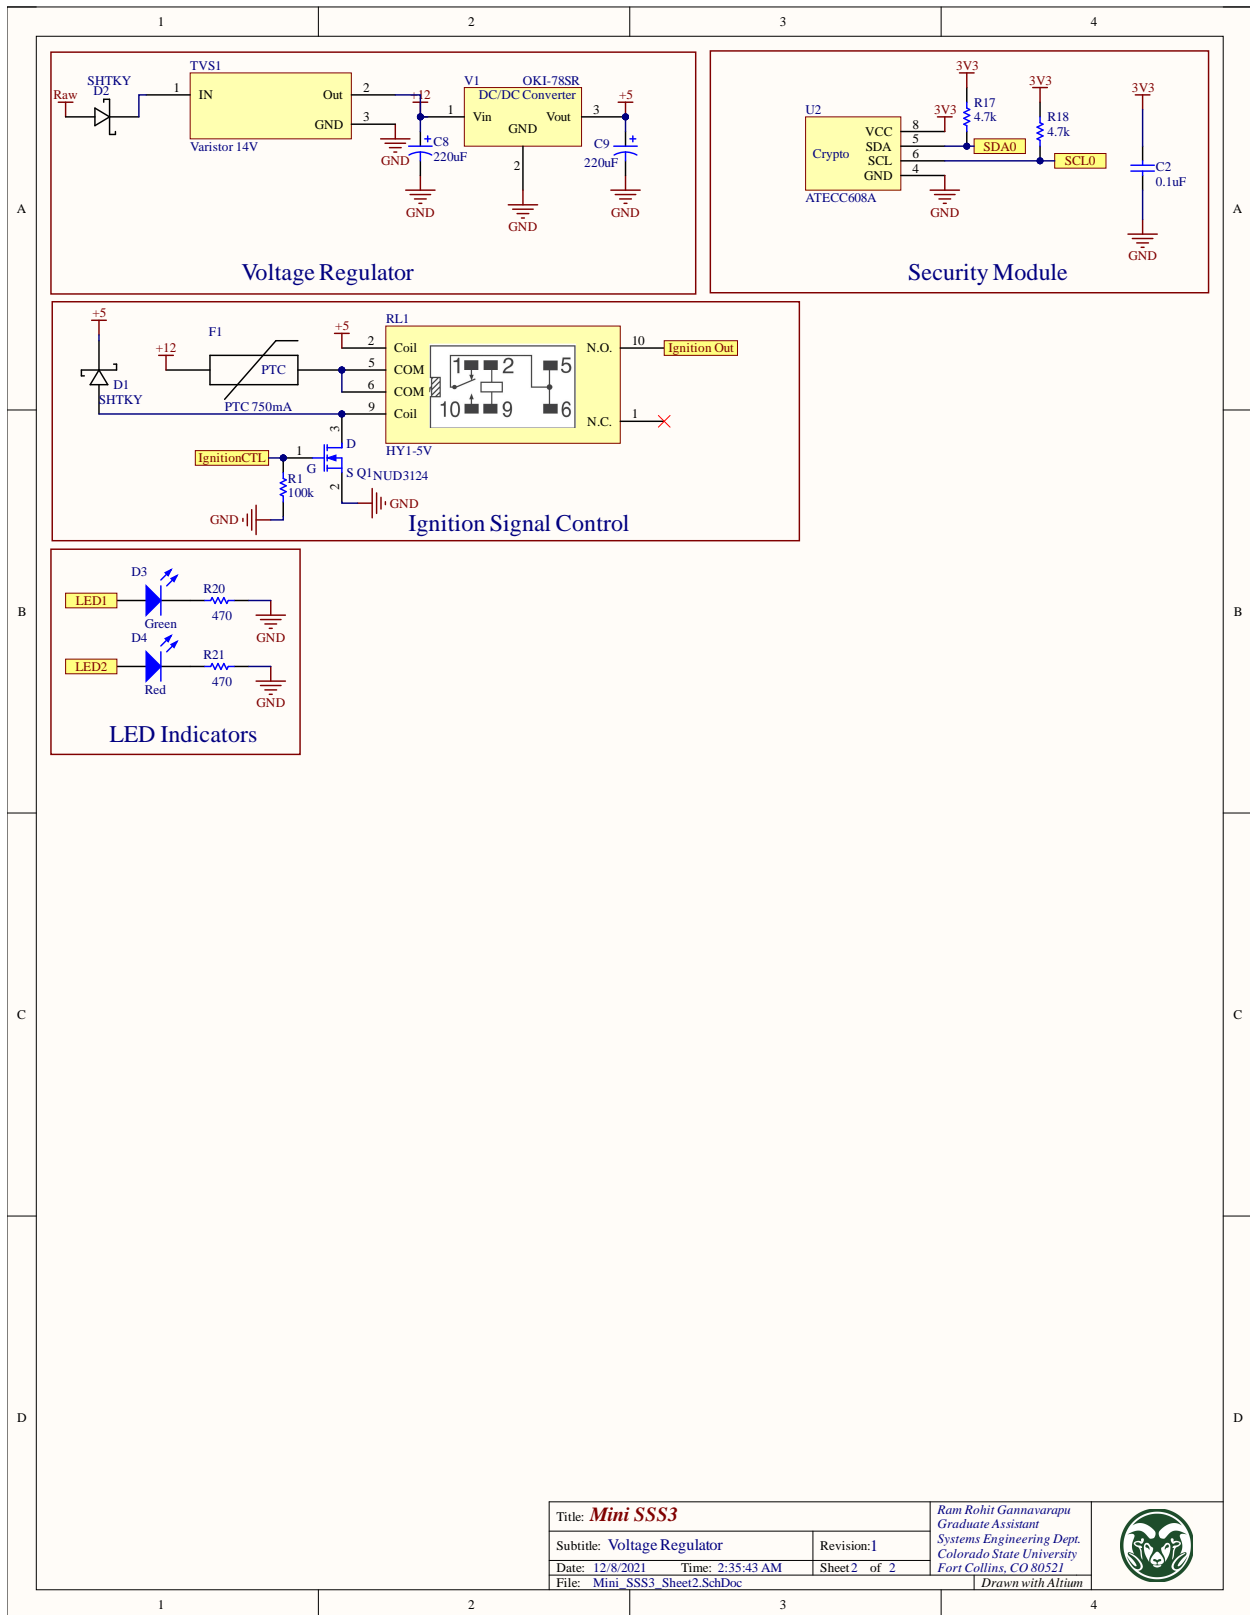 1 2 3 4
A A
B B
C C
D D
Raw
SHTKY
D2
TVS1
1 IN
Out 2
GND 3
Varistor 14V
GND
+12
C8
220uF
GND
V1 OKI-78SR
DC/DC Converter
1 Vin
Vout 3
GND
2
GND
+5
C9
220uF
GND
Voltage Regulator
U2
Crypto
VCC 8
SDA 5
SCL 6
GND 4
ATECC608A
3V3
GND
3V3
R17
4.7k
SDA0
3V3
R18
4.7k
SCL0
3V3
C2
0.1uF
GND
Security Module
+5
D1
SHTKY
+12
F1
PTC
PTC 750mA
+5
RL1
2 Coil
5 COM
6 COM
9 Coil
1 2 5
10 9 6
N.O. 10
Ignition Out
N.C. 1
HY1-5V
IgnitionCTL
1
G
3
D
S Q1 NUD3124
2
R1
100k
GND
GND
Ignition Signal Control
D3
LED1
Green
R20
470
GND
D4
LED2
Red
R21
470
GND
LED Indicators
Title: Mini SSS3
Subtitle: Voltage Regulator
Revision:1
Date: 12/8/2021 Time: 2:35:43 AM
Sheet 2 of 2
File: Mini_SSS3_Sheet2.SchDoc
Ram Rohit Gannavarapu
Graduate Assistant
Systems Engineering Dept.
Colorado State University
Fort Collins, CO 80521
Drawn with Altium
1 2 3 4